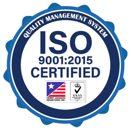 QUALITY MANAGEMENT SYSTEM
ISO
9001:2015
CERTIFIED